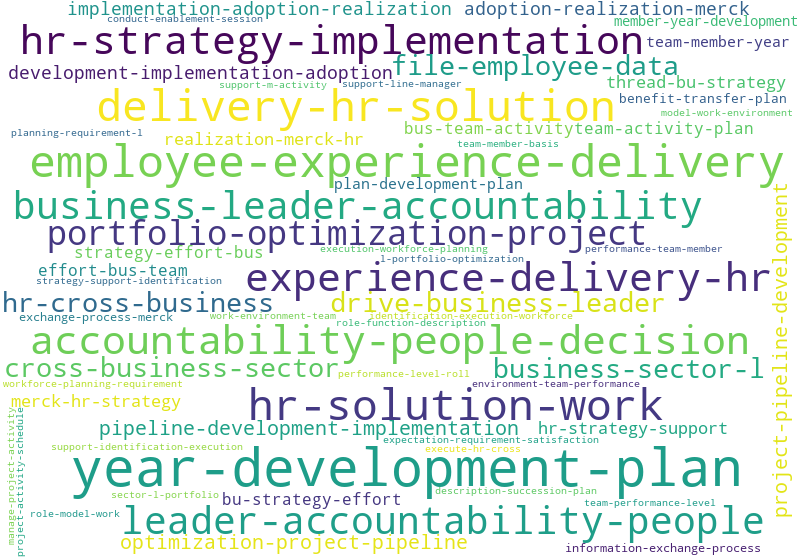 implementation-adoption-realization adoption-realization-merck
conduct-enablement-session member-year-development
hr-strategy-implementation team-member-year
development-implementation-adoption file-employee-data
support-m-activity support-line-manager thread-bu-strategy
delivery-hr-solution benefit-transfer-plan
model-work-environment
planning-requirement-l bus-team-activityteam-activity-plan
realization-merck-hr team-member-basis
employee-experience-delivery
plan-development-plan
business-leader-accountability
portfolio-optimization-project
strategy-effort-bus execution-workforce-planning performance-team-member
l-portfolio-optimization
effort-bus-team experience-delivery-hr
strategy-support-identification
hr-cross-business drive-business-leader
exchange-process-merck work-environment-team identification-execution-workforce
role-function-description
accountability-people-decision
cross-business-sector business-sector-l
performance-level-roll
workforce-planning-requirement environment-team-performance
merck-hr-strategy hr-solution-work
pipeline-development-implementation hr-strategy-support
expectation-requirement-satisfaction
support-identification-execution execute-hr-cross
year-development-plan
sector-l-portfolio bu-strategy-effort description-succession-plan
team-performance-level
role-model-work leader-accountability-people
optimization-project-pipeline information-exchange-process
manage-project-activity
project-activity-schedule
project-pipeline-development